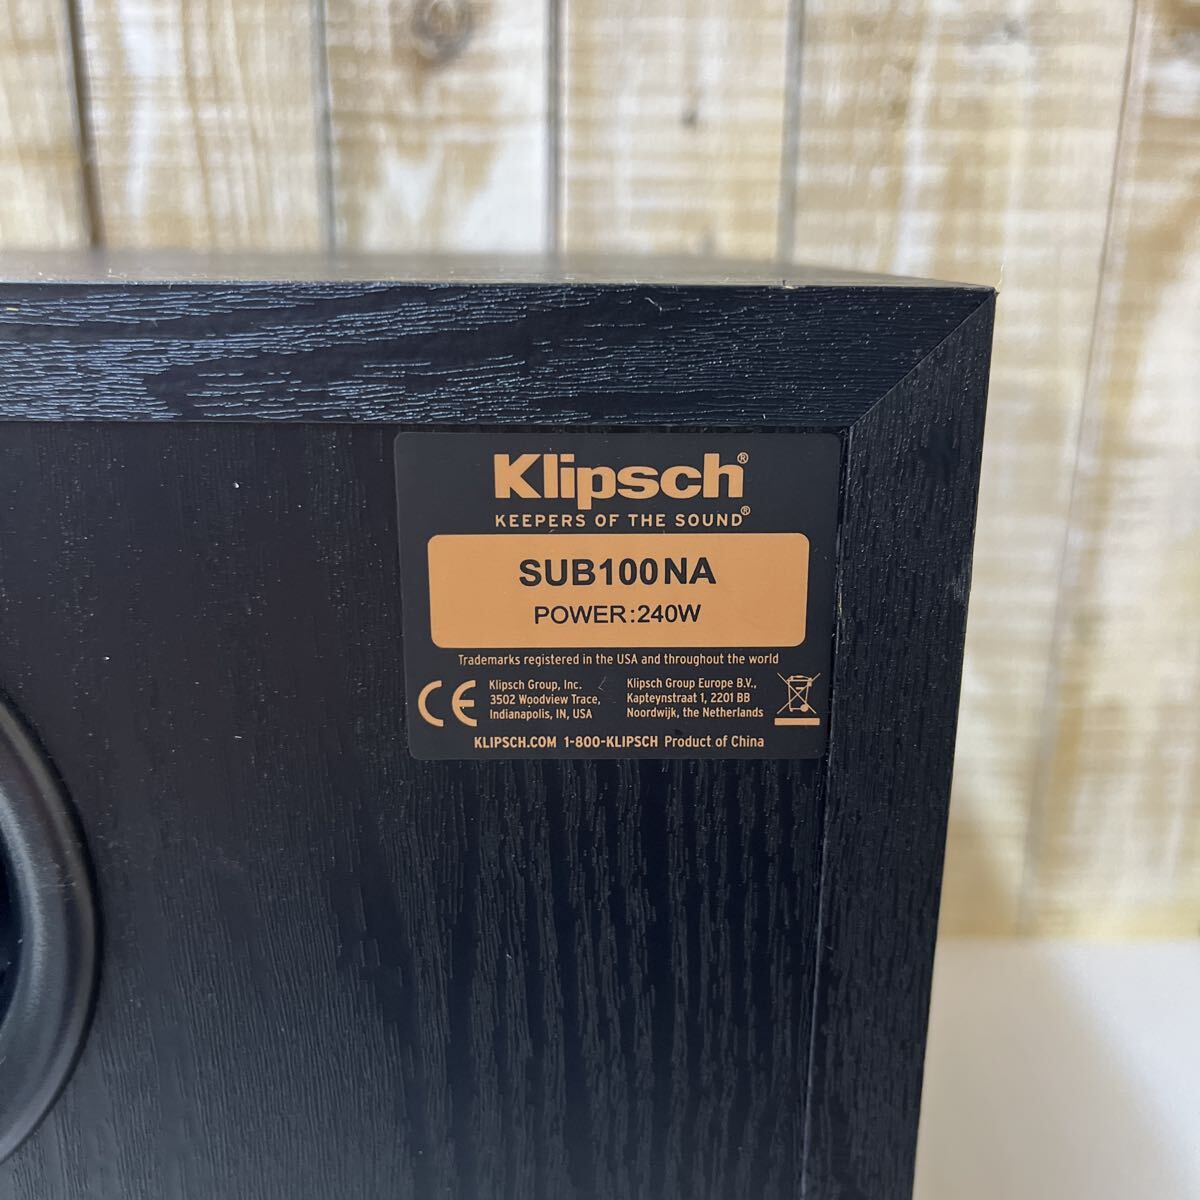 Klipsch®
KEEPERS OF THE SOUND®
SUB100NA
POWER:240W
Trademarks registered in the USA and throughout the world
CE
Klipsch Group, Inc.
3502 Woodview Trace,
Indianapolis, IN, USA
Klipsch Group Europe B.V.,
Kapteynstraat 1, 2201 BB
Noordwijk, the Netherlands
KLIPSCH.COM 1-800-KLIPSCH Product of China